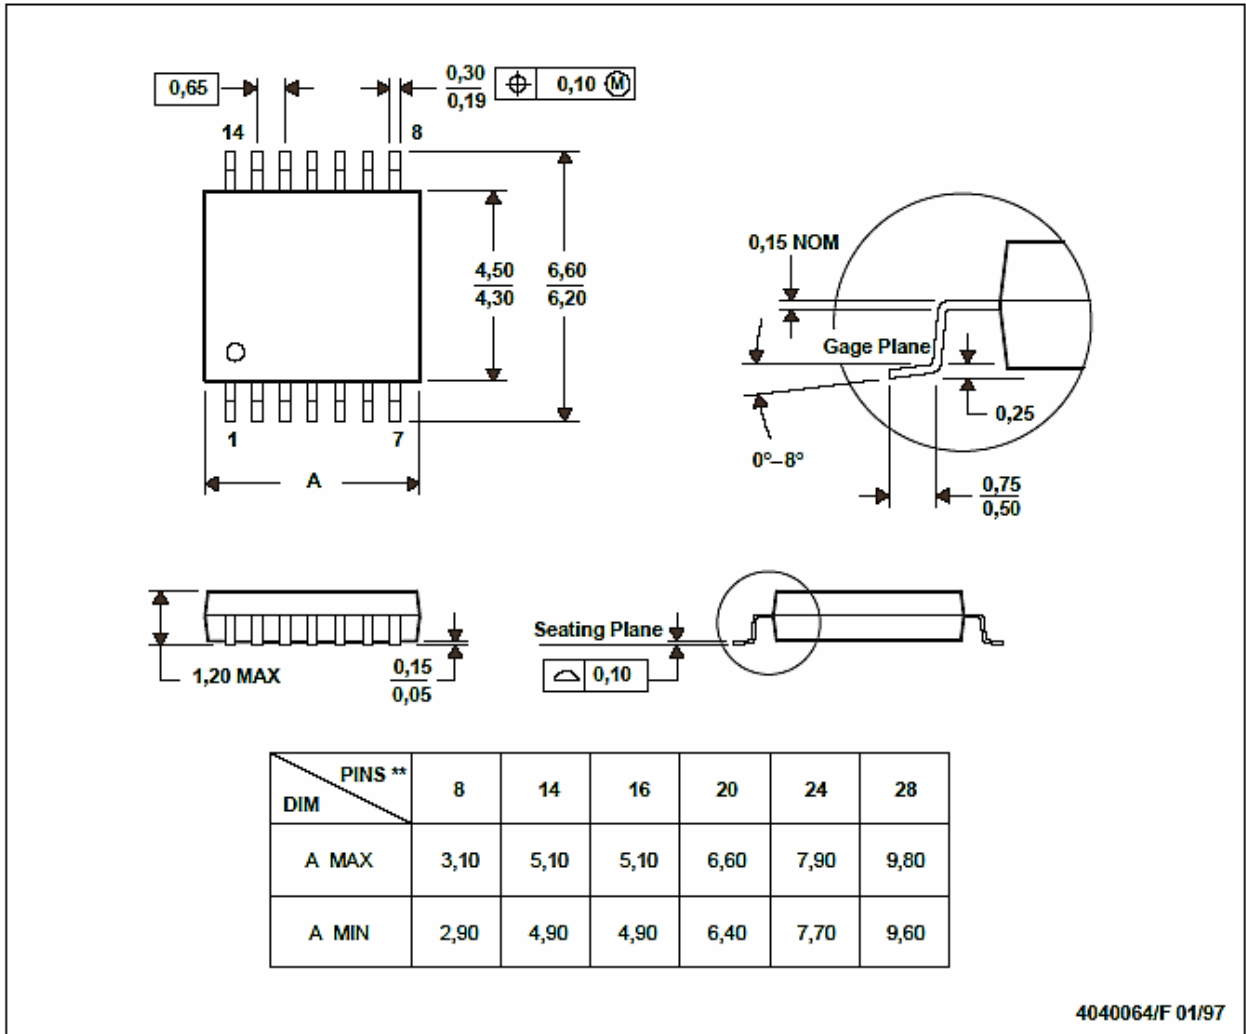 0,65
0,30
0,19
0,10 M
14
8
4,50
4,30
6,60
6,20
1
7
A
0,15 NOM
Gage Plane
0,25
0°–8°
0,75
0,50
1,20 MAX
0,15
0,05
Seating Plane
0,10
PINS **
DIM
8 14 16 20 24 28
A MAX 3,10 5,10 5,10 6,60 7,90 9,80
A MIN 2,90 4,90 4,90 6,40 7,70 9,60
4040064/F 01/97